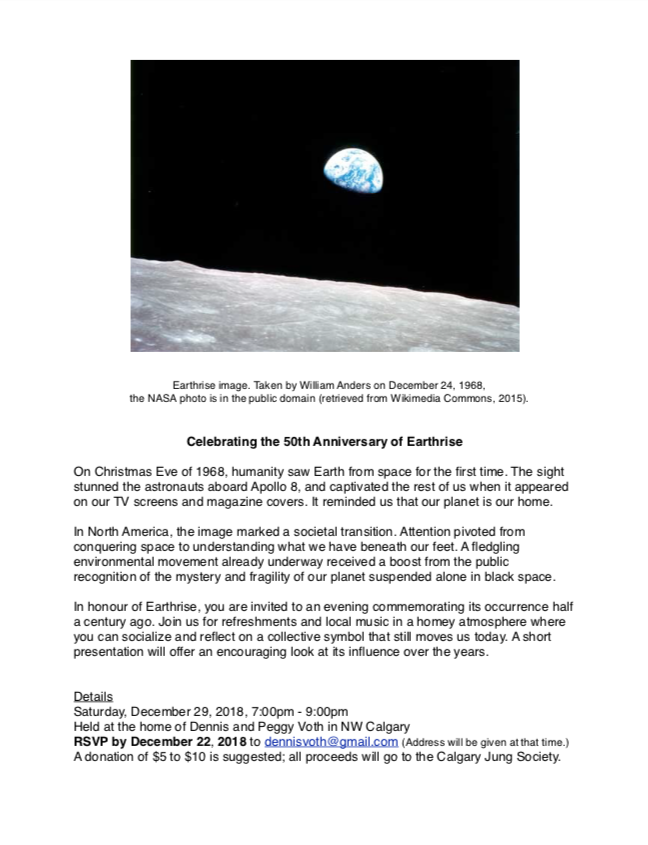 Earthrise image. Taken by William Anders on December 24, 1968,
the NASA photo is in the public domain (retrieved from Wikimedia Commons, 2015).
Celebrating the 50th Anniversary of Earthrise
On Christmas Eve of 1968, humanity saw Earth from space for the first time. The sight
stunned the astronauts aboard Apollo 8, and captivated the rest of us when it appeared
on our TV screens and magazine covers. It reminded us that our planet is our home.
In North America, the image marked a societal transition. Attention pivoted from
conquering space to understanding what we have beneath our feet. A fledgling
environmental movement already underway received a boost from the public
recognition of the mystery and fragility of our planet suspended alone in black space.
In honour of Earthrise, you are invited to an evening commemorating its occurrence half
a century ago. Join us for refreshments and local music in a homey atmosphere where
you can socialize and reflect on a collective symbol that still moves us today. A short
presentation will offer an encouraging look at its influence over the years.
Details
Saturday, December 29, 2018, 7:00pm - 9:00pm
Held at the home of Dennis and Peggy Voth in NW Calgary
RSVP by December 22, 2018 to dennisvoth@gmail.com (Address will be given at that time.)
A donation of $5 to $10 is suggested; all proceeds will go to the Calgary Jung Society.